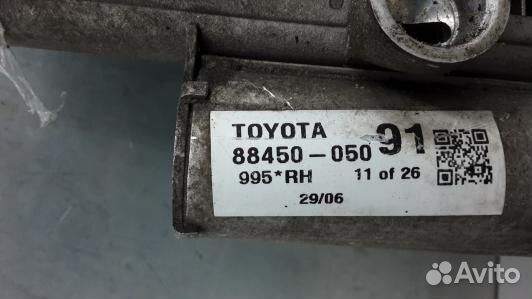 TOYOTA
88450-050 91
995*RH 11 of 26
29/06
Avito